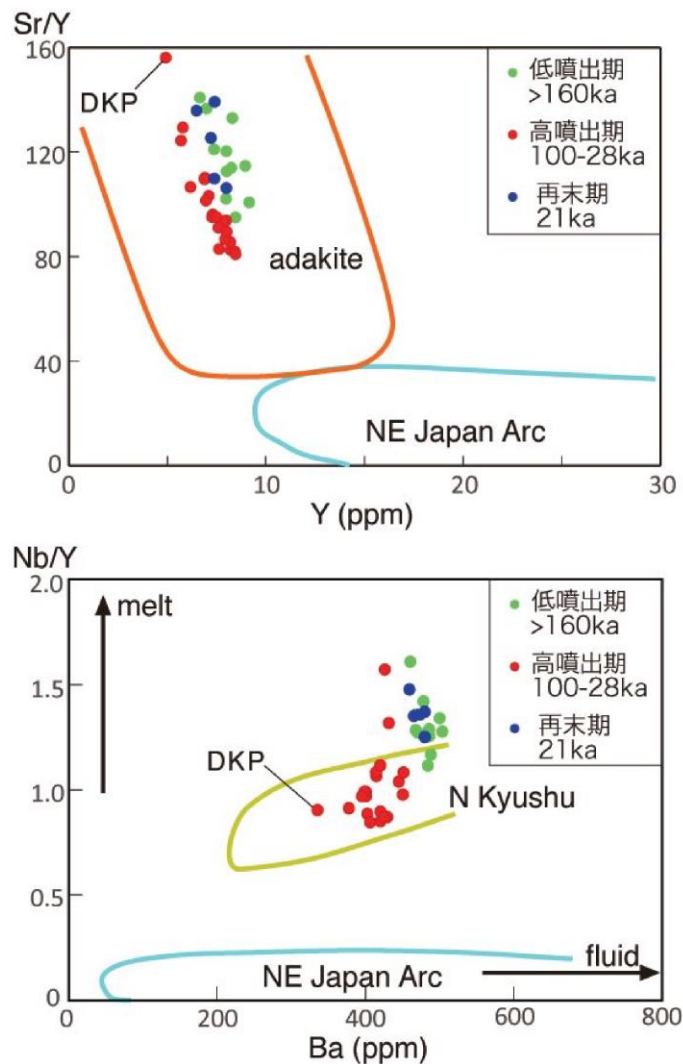 Sr/Y
160
120
80
40
0
DKP
adakite
NE Japan Arc
低噴出期
>160ka
高噴出期
100-28ka
再末期
21ka
0
10
20
30
Y (ppm)
Nb/Y
2.0
1.5
1.0
0.5
0
melt
DKP
N Kyushu
NE Japan Arc
fluid
低噴出期
>160ka
高噴出期
100-28ka
再末期
21ka
0
200
400
600
800
Ba (ppm)